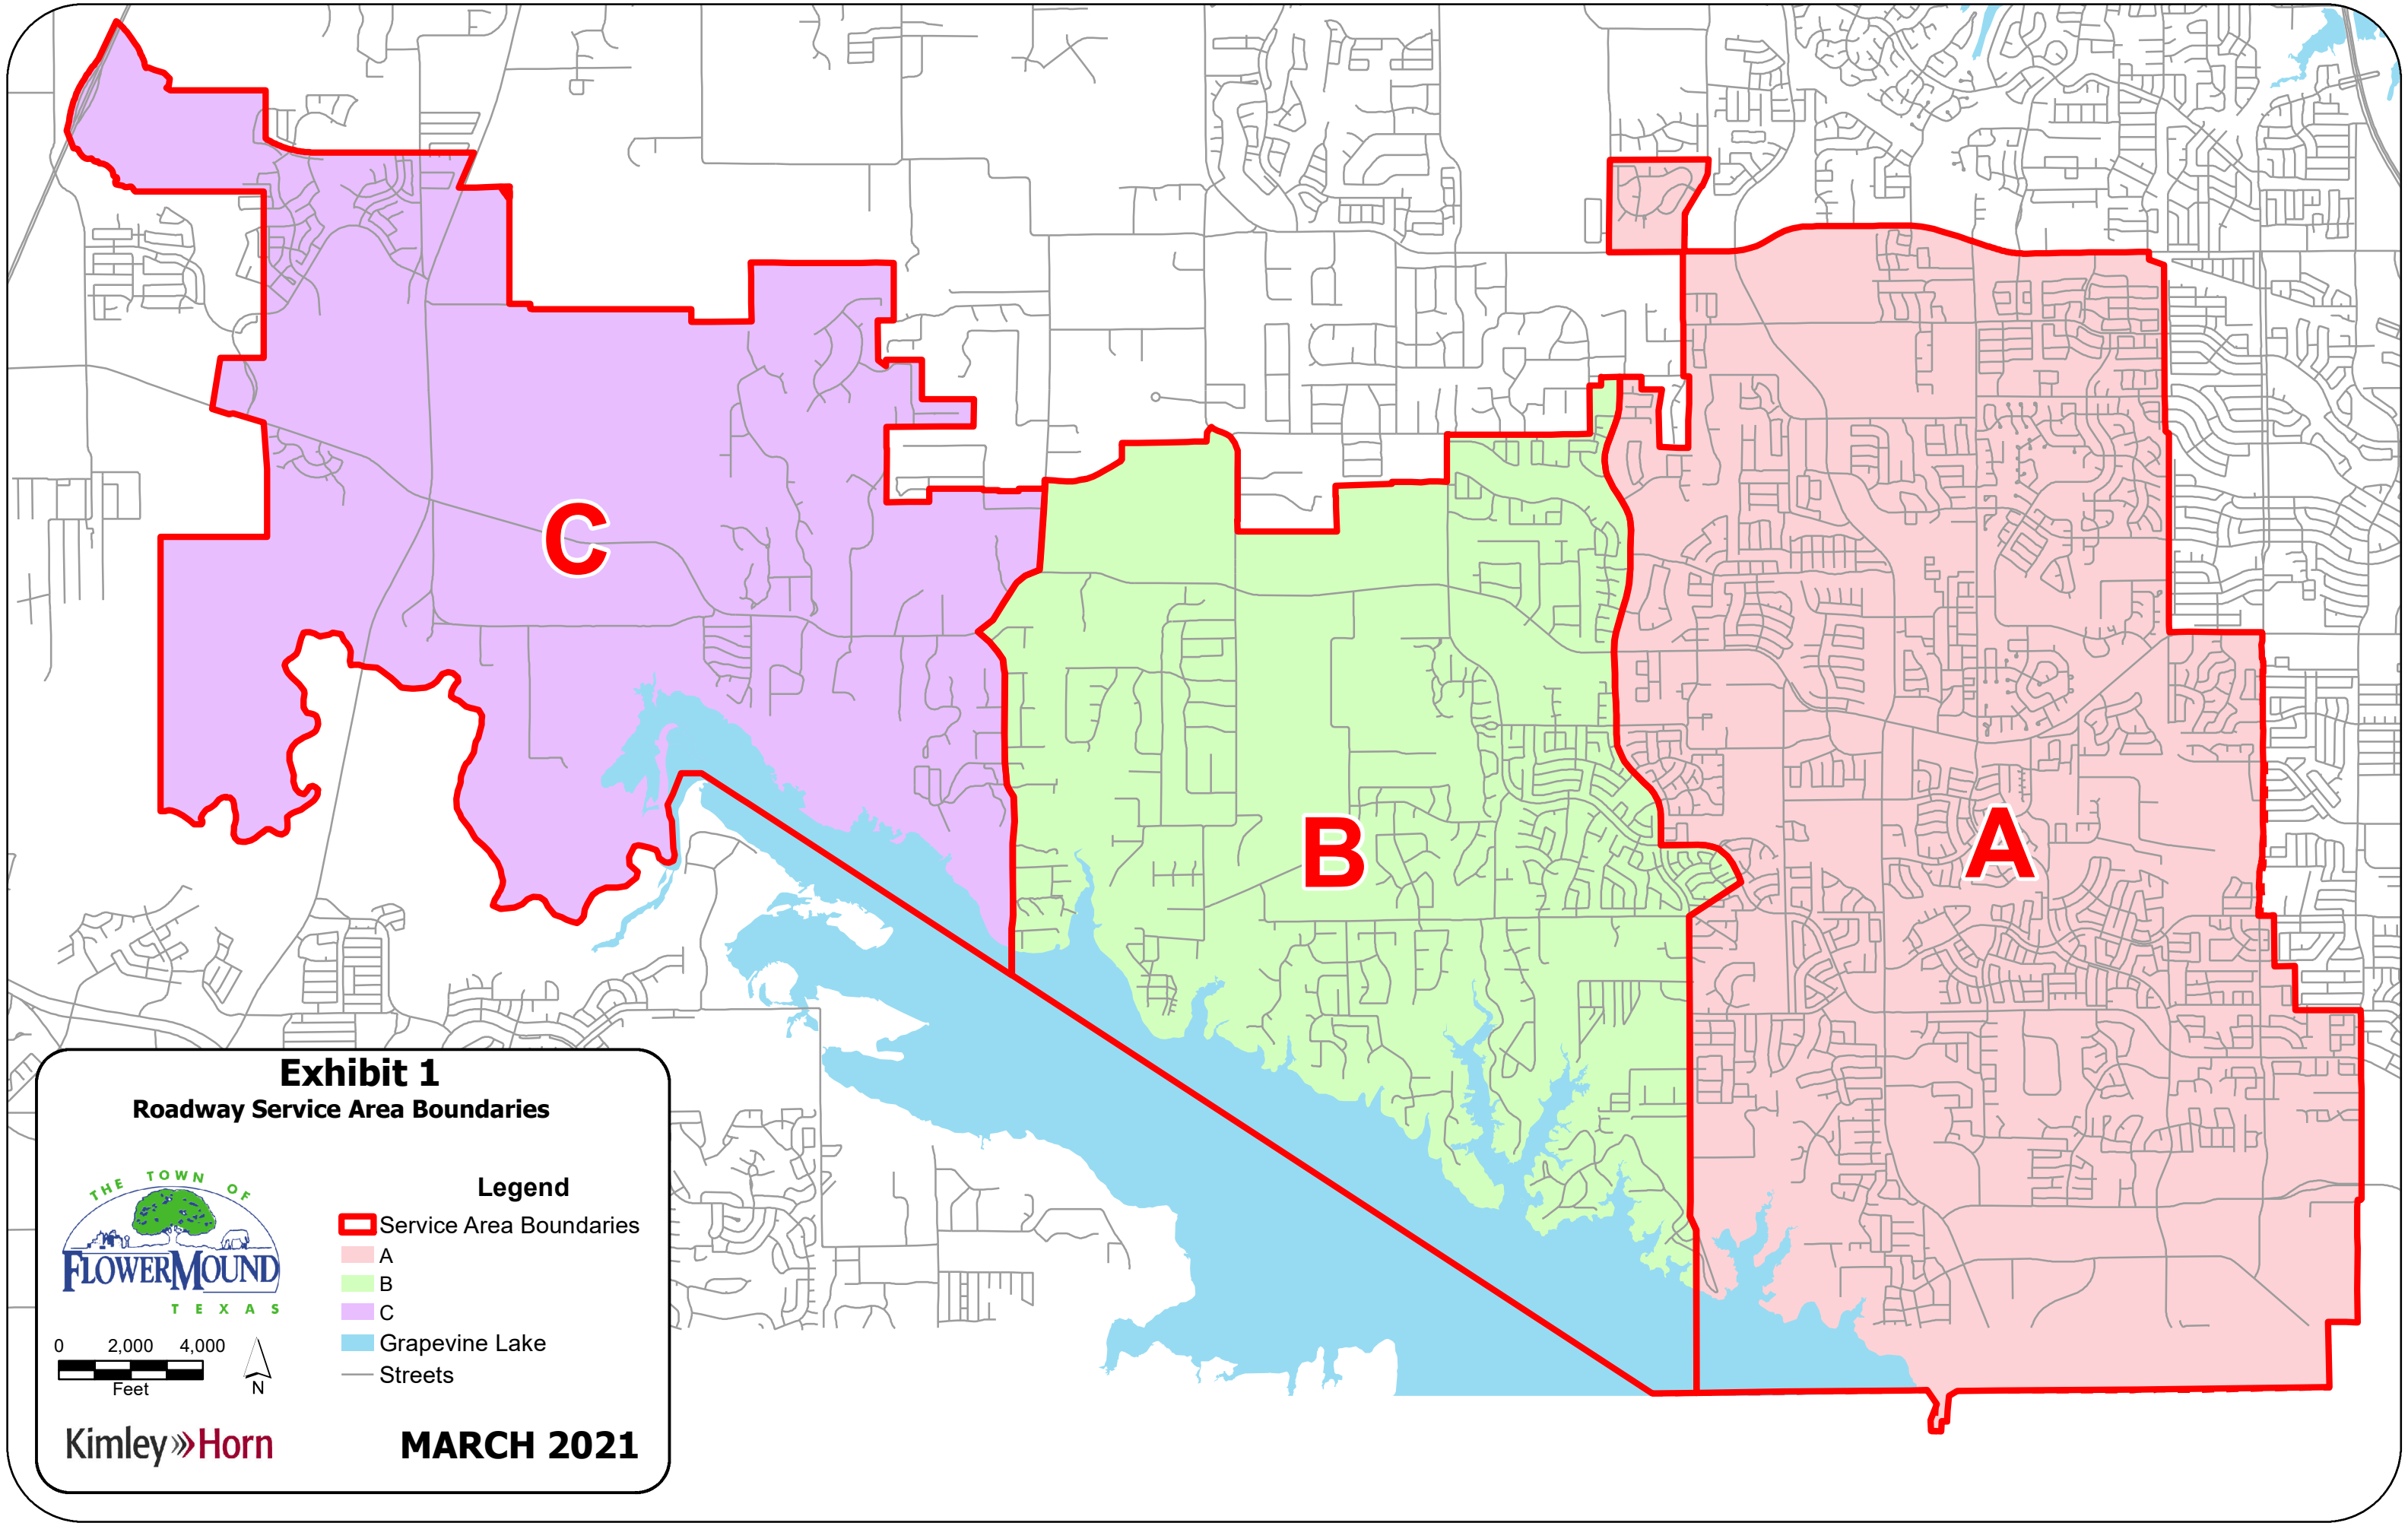 C
B
A
Exhibit 1
Roadway Service Area Boundaries
THE TOWN OF
FLOWER MOUND
TEXAS
Legend
Service Area Boundaries
A
B
C
Grapevine Lake
Streets
0 2,000 4,000
Feet
N
Kimley»Horn
MARCH 2021